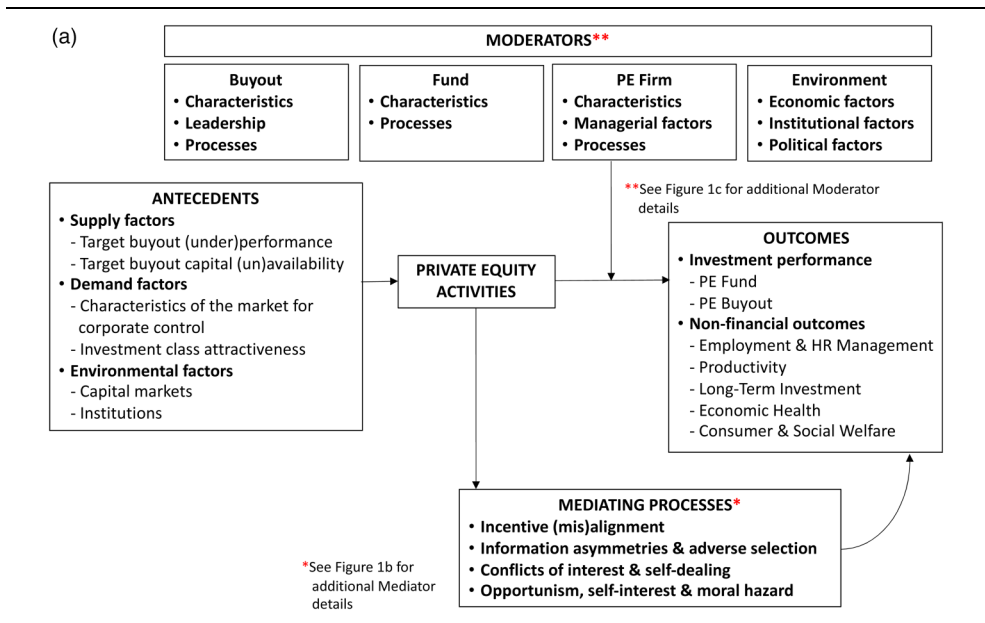 (a)
MODERATORS**
Buyout
• Characteristics
• Leadership
• Processes
Fund
• Characteristics
• Processes
PE Firm
• Characteristics
• Managerial factors
• Processes
Environment
• Economic factors
• Institutional factors
• Political factors
**See Figure 1c for additional Moderator
details
ANTECEDENTS
• Supply factors
- Target buyout (under)performance
- Target buyout capital (un)availability
• Demand factors
- Characteristics of the market for
corporate control
- Investment class attractiveness
• Environmental factors
- Capital markets
- Institutions
PRIVATE EQUITY
ACTIVITIES
OUTCOMES
• Investment performance
- PE Fund
- PE Buyout
• Non-financial outcomes
- Employment & HR Management
- Productivity
- Long-Term Investment
- Economic Health
- Consumer & Social Welfare
MEDIATING PROCESSES*
• Incentive (mis)alignment
• Information asymmetries & adverse selection
• Conflicts of interest & self-dealing
• Opportunism, self-interest & moral hazard
*See Figure 1b for
additional Mediator
details